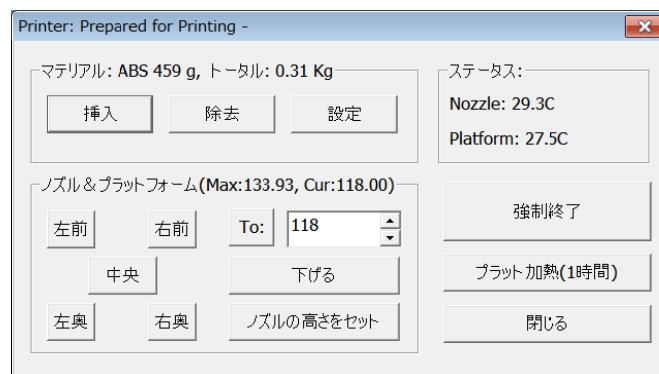 Printer: Prepared for Printing -
マテリアル: ABS 459 g, トータル: 0.31 Kg
挿入 除去 設定
ステータス:
Nozzle: 29.3C
Platform: 27.5C
ノズル&プラットフォーム(Max:133.93, Cur:118.00)
左前 右前 To: 118
中央 下げる
左奥 右奥 ノズルの高さをセット
強制終了
プラット加熱(1時間)
閉じる